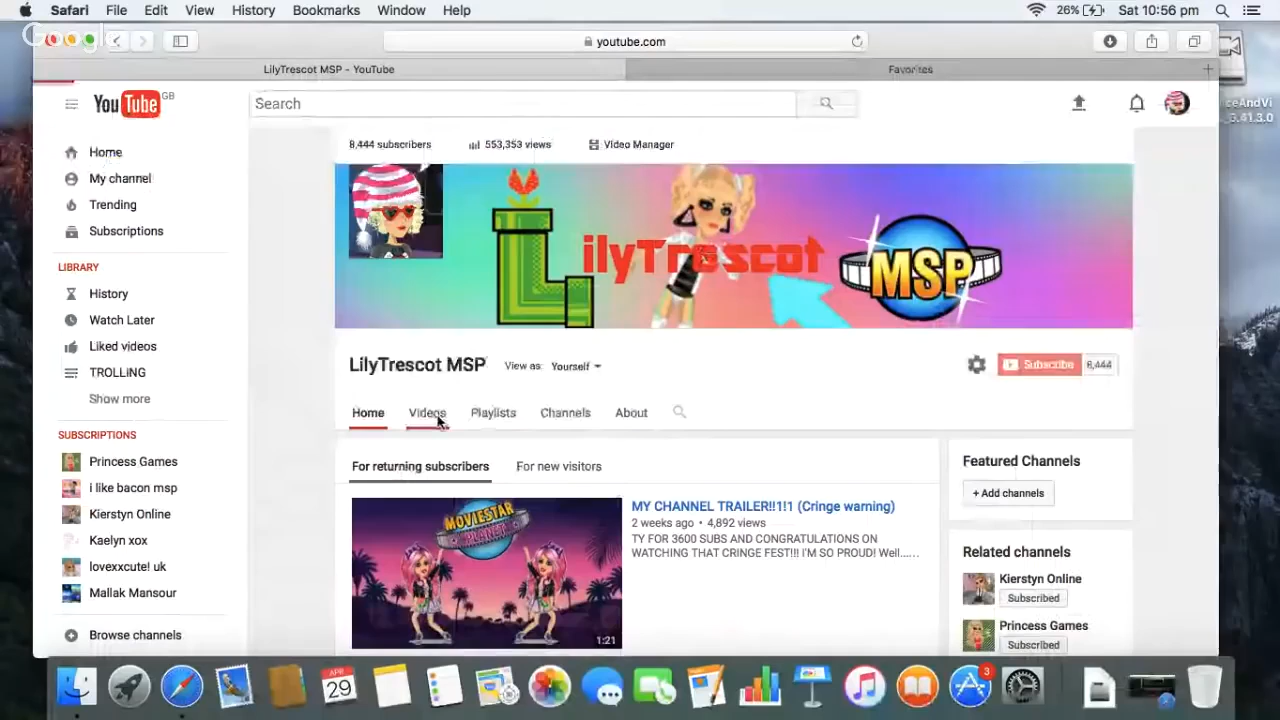 Safari File Edit View History Bookmarks Window Help 26% Sat 10:56 pm
Google
youtube.com
LilyTrescot MSP - YouTube Favorites
YouTube GB
Search
Home
My channel
Trending
Subscriptions
LIBRARY
History
Watch Later
Liked videos
TROLLING
Show more
SUBSCRIPTIONS
Princess Games
i like bacon msp
Kierstyn Online
Kaelyn xox
lovexxcute! uk
Mallak Mansour
Browse channels
553,353 views Video Manager
ilyTrescot MSP
LilyTrescot MSP View as: Yourself
Subscribe
Home Videos Playlists Channels About
For returning subscribers For new visitors
MOVIESTAR
PLANET
1:21
MY CHANNEL TRAILER!!1!1 (Cringe warning)
2 weeks ago • 4,892 views
TY FOR 3600 SUBS AND CONGRATULATIONS ON
WATCHING THAT CRINGE FEST!!! I'M SO PROUD! Well.…...
Featured Channels
+ Add channels
Related channels
Kierstyn Online
Subscribed
Princess Games
Subscribed
APR
29
3